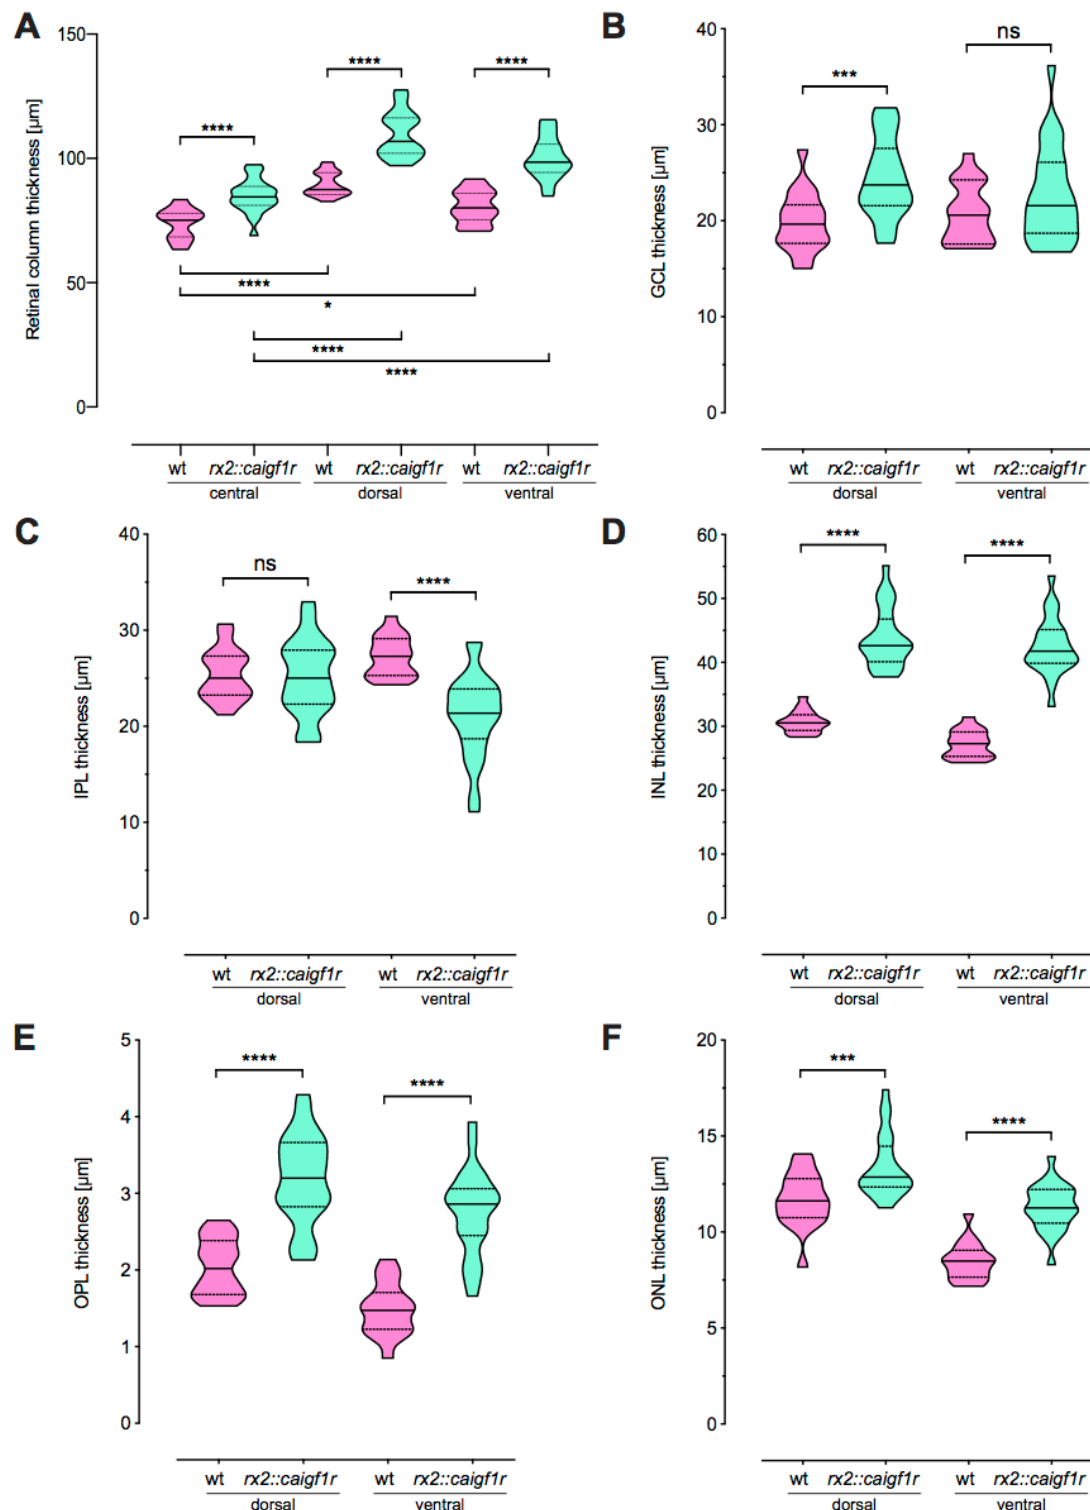 A
B
150
100
50
0
Retinal column thickness [µm]
****
****
****
****
*
****
****
wt
rx2::caigf1r
wt
rx2::caigf1r
wt
rx2::caigf1r
central
dorsal
ventral
40
30
20
10
0
GCL thickness [µm]
***
ns
wt
rx2::caigf1r
wt
rx2::caigf1r
dorsal
ventral
C
D
40
30
20
10
0
IPL thickness [µm]
ns
****
wt
rx2::caigf1r
wt
rx2::caigf1r
dorsal
ventral
60
50
40
30
20
10
0
INL thickness [µm]
****
****
wt
rx2::caigf1r
wt
rx2::caigf1r
dorsal
ventral
E
F
5
4
3
2
1
0
OPL thickness [µm]
****
****
wt
rx2::caigf1r
wt
rx2::caigf1r
dorsal
ventral
20
15
10
5
0
ONL thickness [µm]
***
****
wt
rx2::caigf1r
wt
rx2::caigf1r
dorsal
ventral